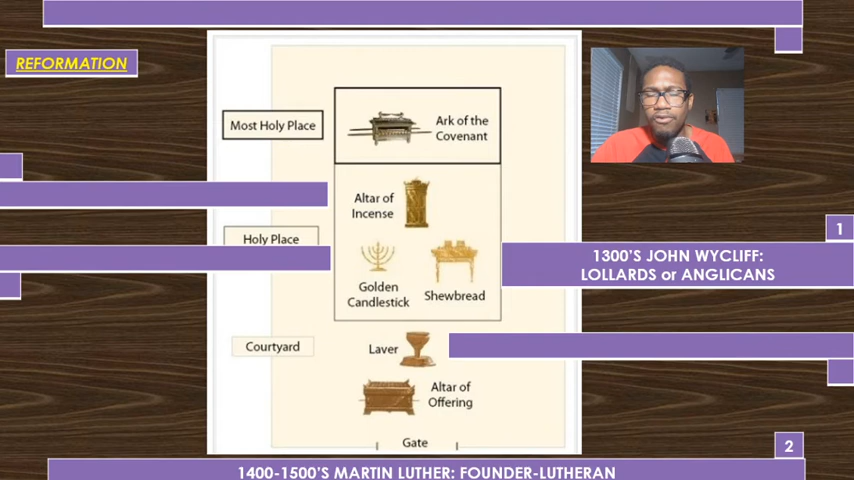 REFORMATION
Most Holy Place
Ark of the
Covenant
Altar of
Incense
Holy Place
Golden
Candlestick
Shewbread
1
1300'S JOHN WYCLIF:
LOLLARDS or ANGLICANS
Courtyard
Laver
Altar of
Offering
Gate
2
1400-1500'S MARTIN LUTHER: FOUNDER-LUTHERAN